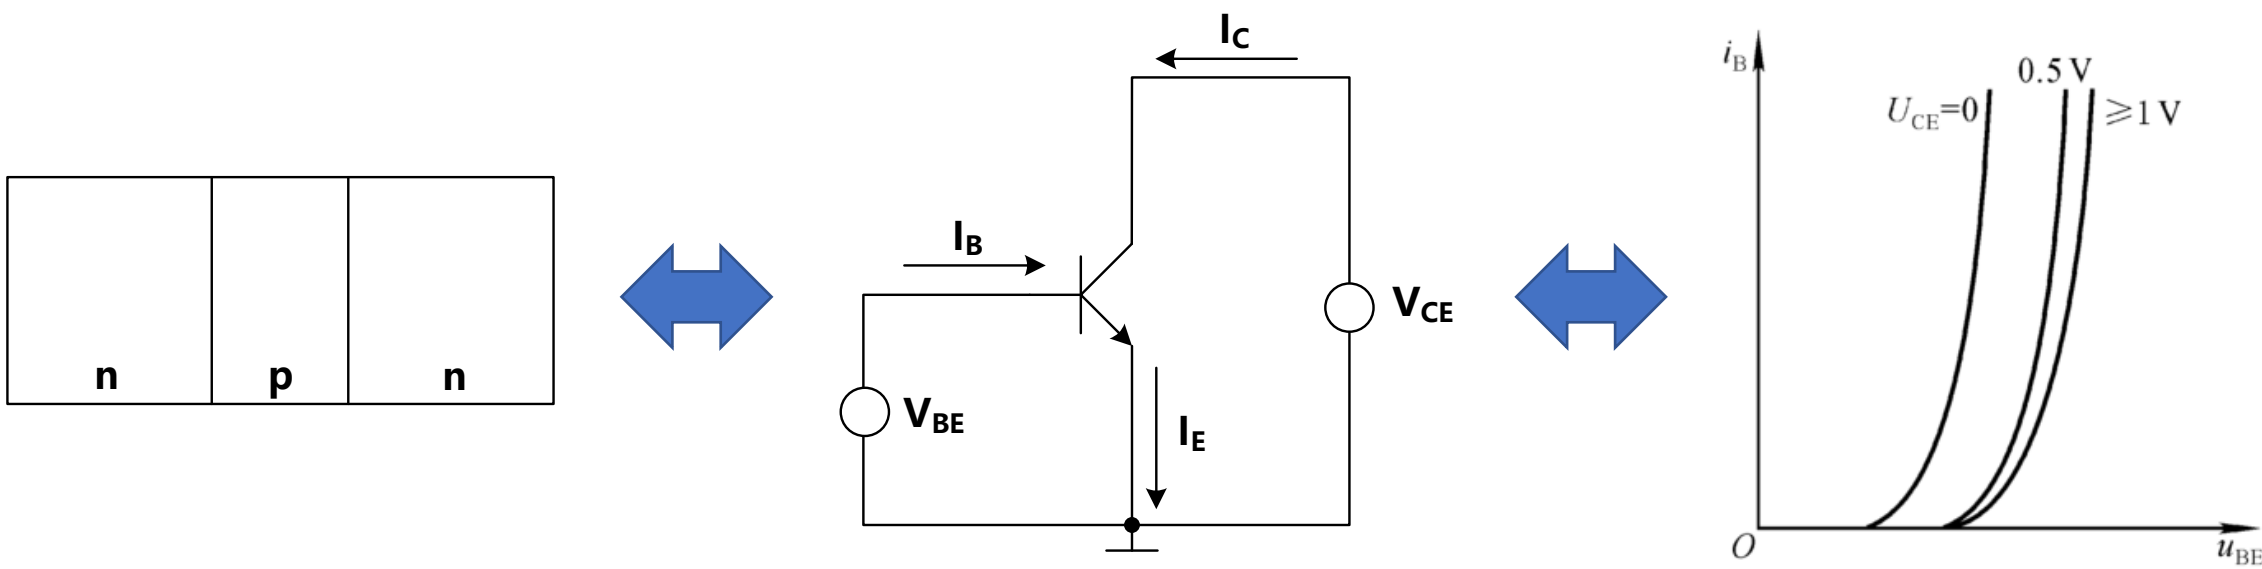 n
p
n
I_B
V_BE
I_C
I_E
V_CE
i_B
U_CE=0
0.5 V
≥1 V
O
u_BE